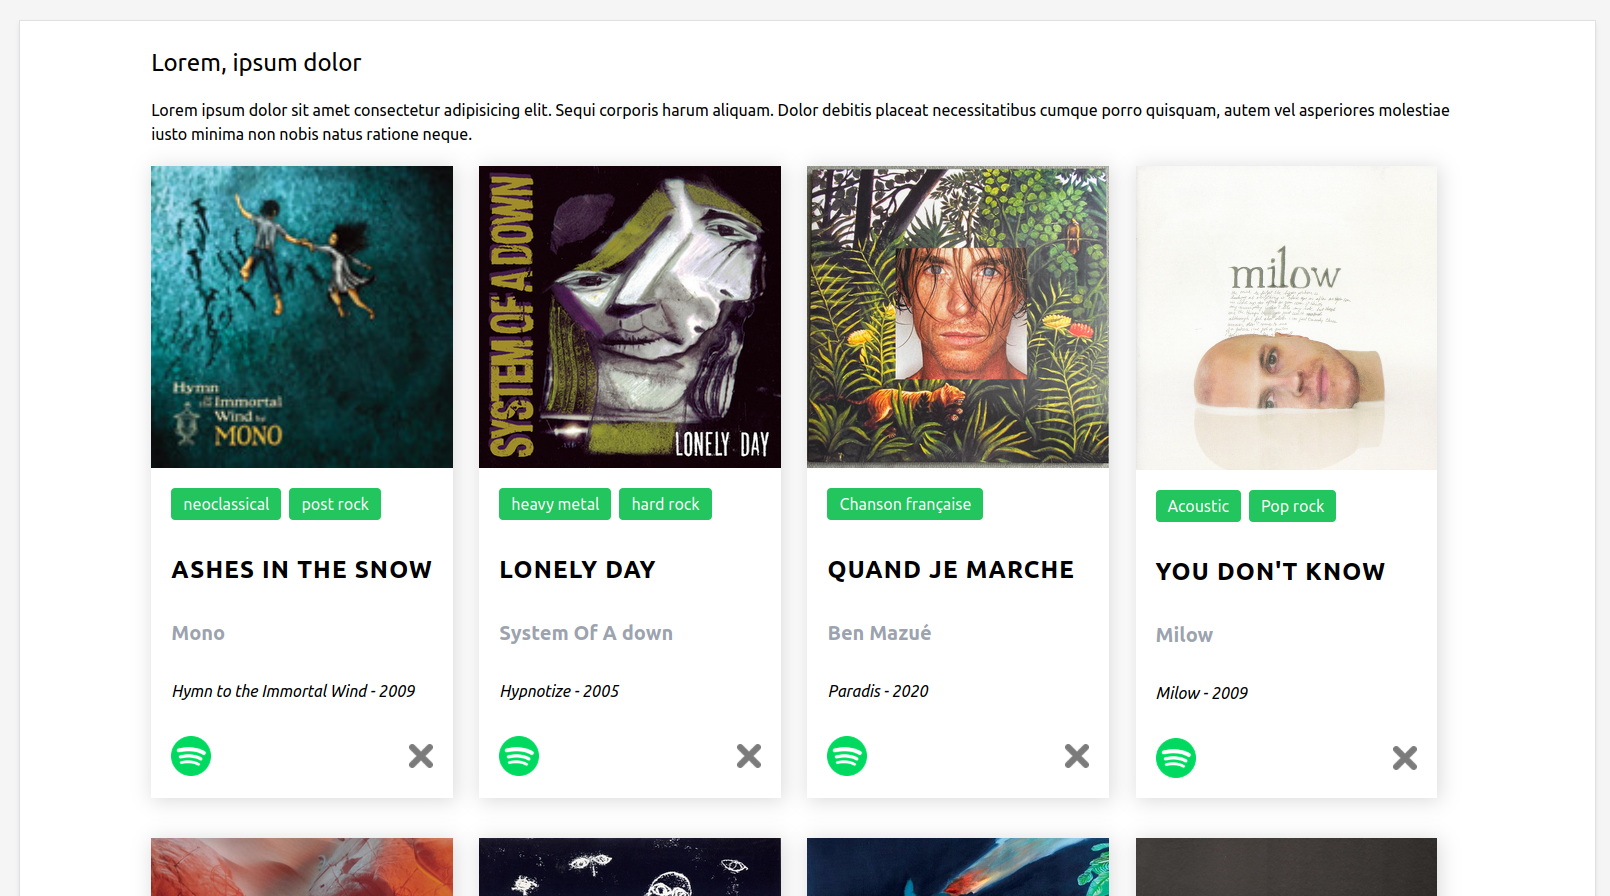 Lorem, ipsum dolor
Lorem ipsum dolor sit amet consectetur adipisicing elit. Sequi corporis harum aliquam. Dolor debitis placeat necessitatibus cumque porro quisquam, autem vel asperiores molestiae
iusto minima non nobis natus ratione neque.
Hymn
to the Immortal
Wind by
MONO
SYSTEM OF A DOWN
LONELY DAY
milow
neoclassical post rock
ASHES IN THE SNOW
Mono
Hymn to the Immortal Wind - 2009
heavy metal hard rock
LONELY DAY
System Of A down
Hypnotize - 2005
Chanson française
QUAND JE MARCHE
Ben Mazué
Paradis - 2020
Acoustic Pop rock
YOU DON'T KNOW
Milow
Milow - 2009